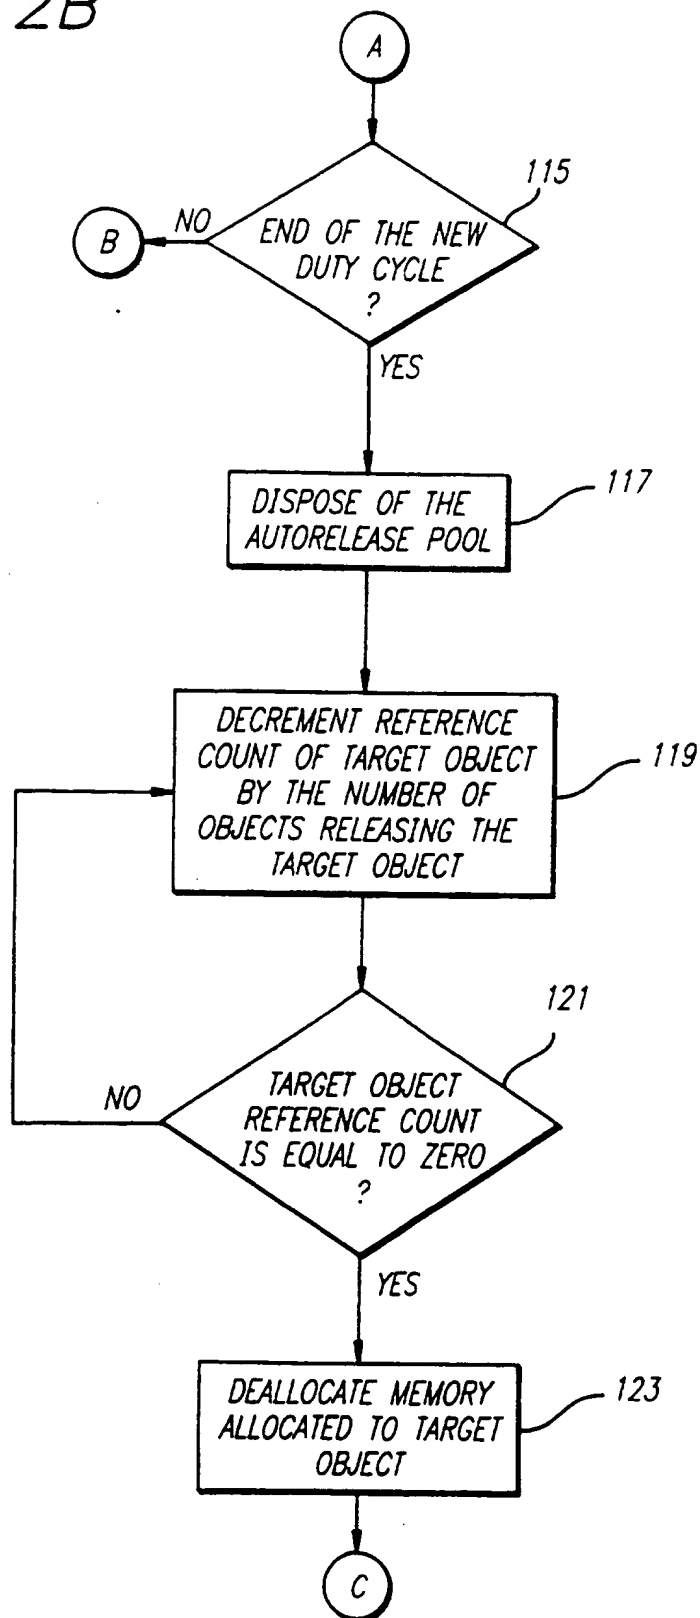 2B
A
115
NO
B
END OF THE NEW
DUTY CYCLE
?
YES
117
DISPOSE OF THE
AUTORELEASE POOL
DECREMENT REFERENCE
COUNT OF TARGET OBJECT
BY THE NUMBER OF
OBJECTS RELEASING THE
TARGET OBJECT
119
121
NO
TARGET OBJECT
REFERENCE COUNT
IS EQUAL TO ZERO
?
YES
123
DEALLOCATE MEMORY
ALLOCATED TO TARGET
OBJECT
C